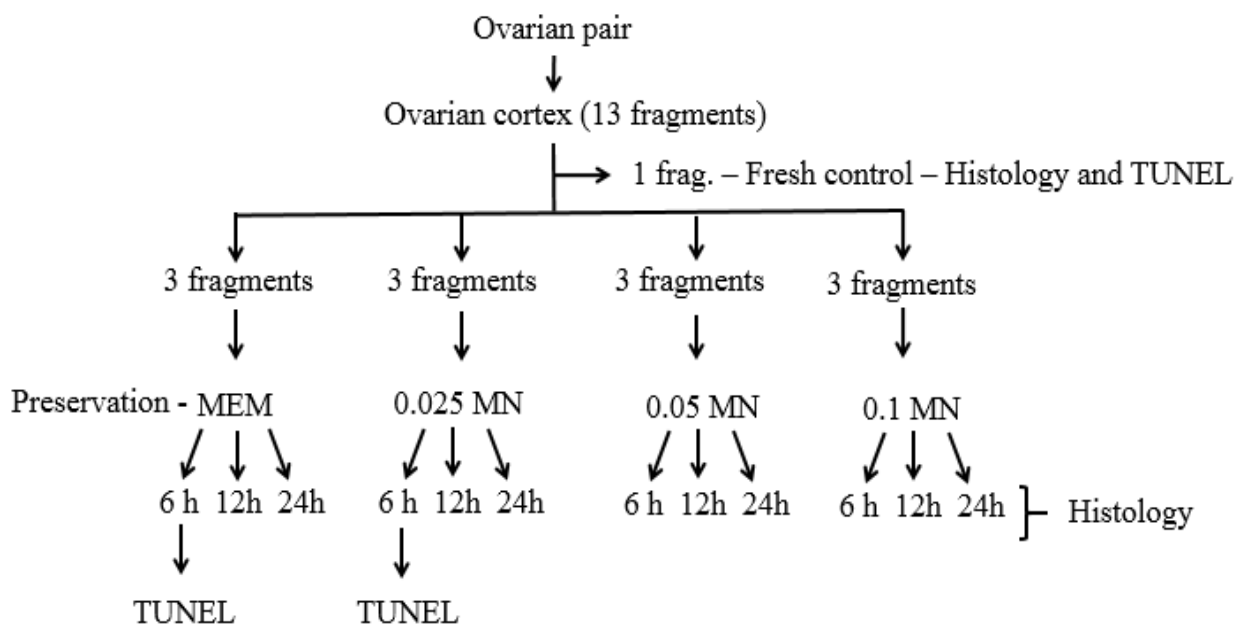 Ovarian pair
Ovarian cortex (13 fragments)
1 frag. – Fresh control – Histology and TUNEL
3 fragments 3 fragments 3 fragments 3 fragments
Preservation - MEM 0.025 MN 0.05 MN 0.1 MN
6 h 12h 24h 6 h 12h 24h 6 h 12h 24h 6 h 12h 24h Histology
TUNEL TUNEL